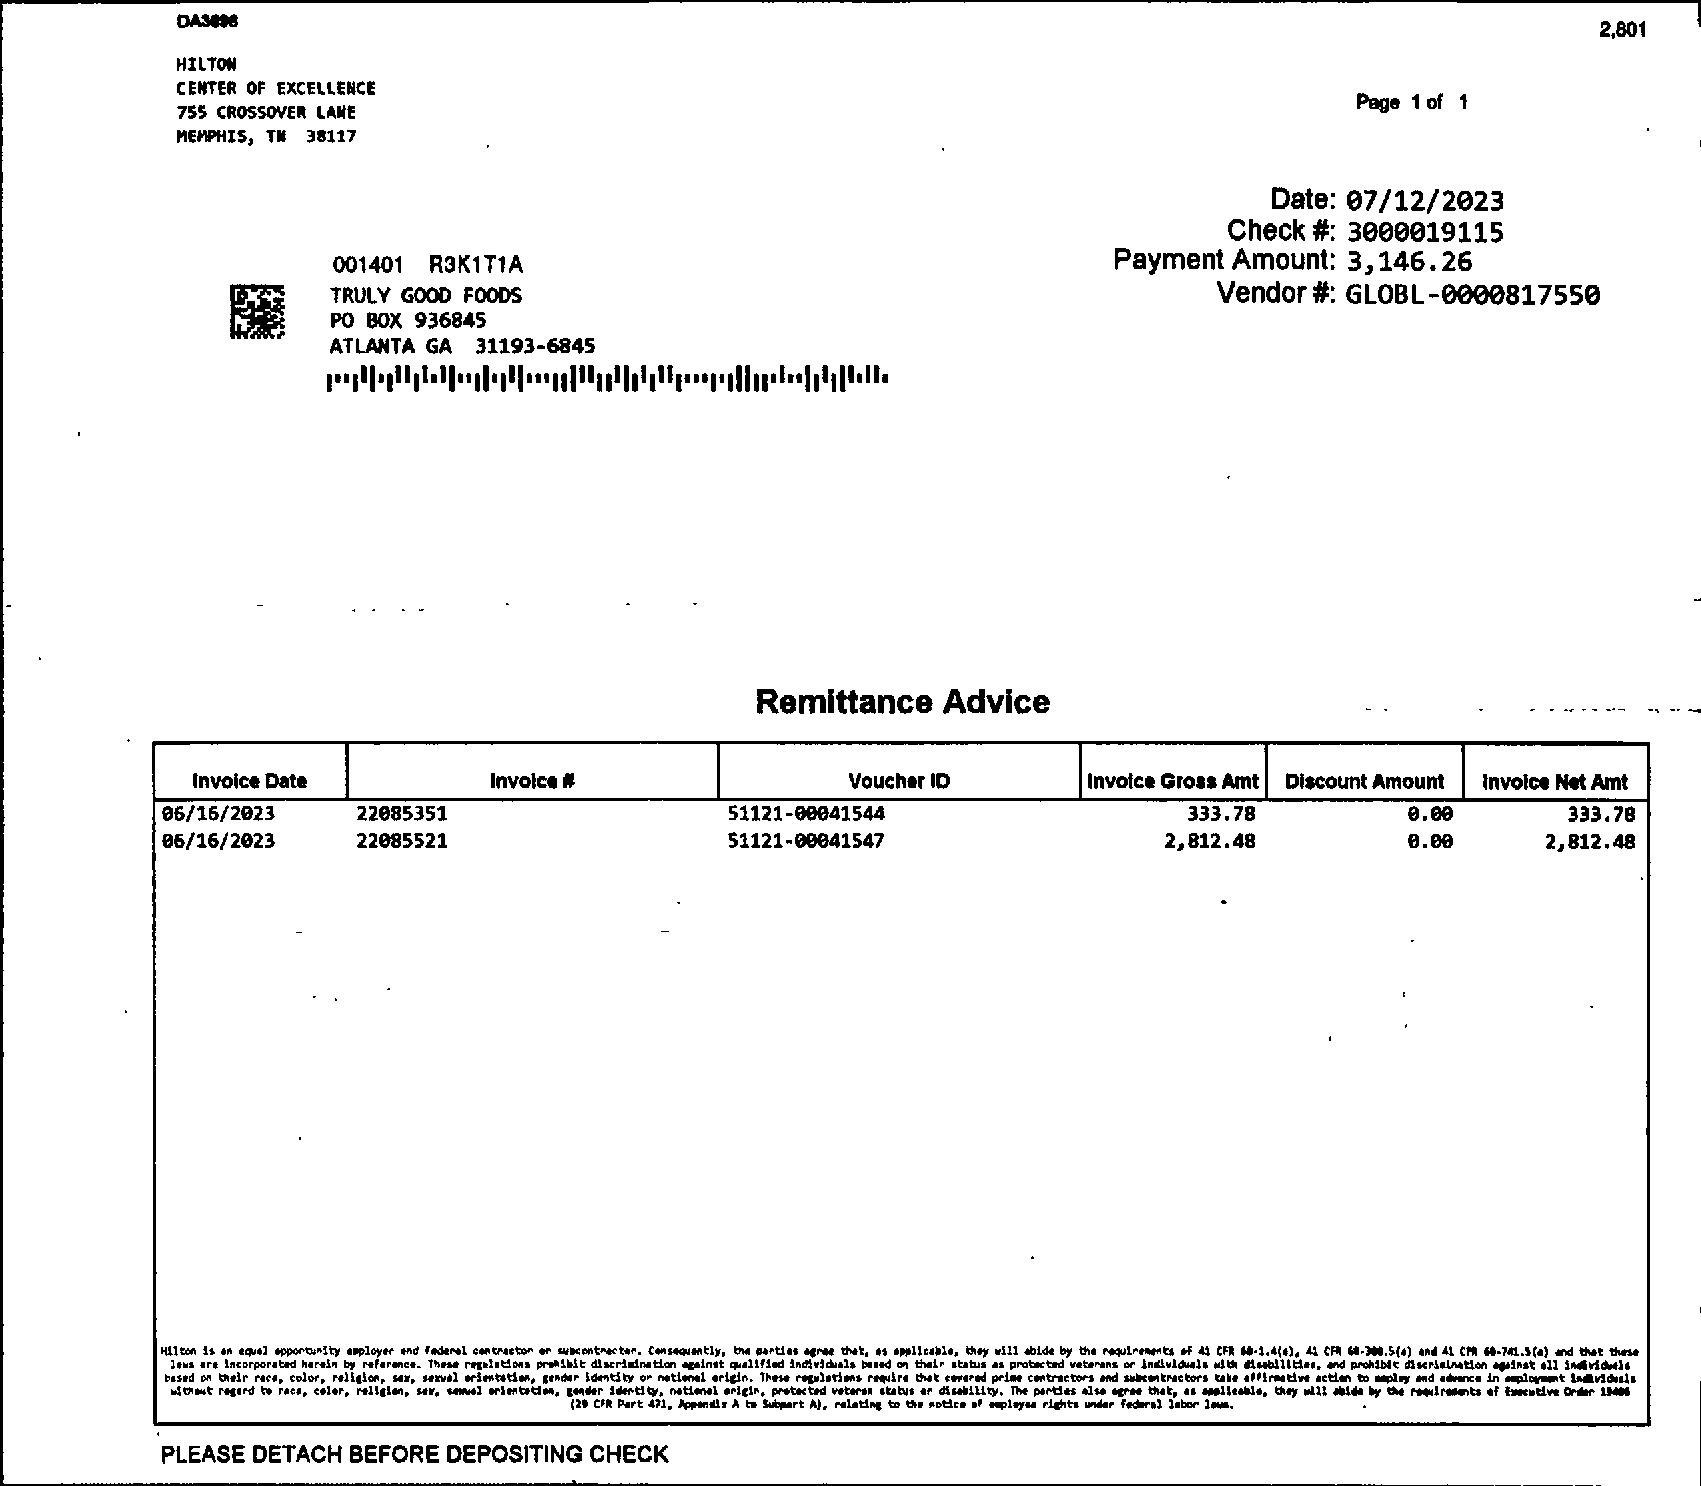 DA3698
2,801
HILTON
CENTER OF EXCELLENCE
755 CROSSOVER LANE
MEMPHIS, TN 38117
Page 1 of 1
Date: 07/12/2023
Check #: 3000019115
Payment Amount: 3,146.26
Vendor #: GLOBL-0000817550
001401 R3K1T1A
TRULY GOOD FOODS
PO BOX 936845
ATLANTA GA 31193-6845
Remittance Advice
Invoice Date Invoice # Voucher ID Invoice Gross Amt Discount Amount Invoice Net Amt
06/16/2023 22085351 51121-00041544 333.78 0.00 333.78
06/16/2023 22085521 51121-00041547 2,812.48 0.00 2,812.48
Hilton is an equal opportunity employer and federal contractor or subcontractor. Consequently, the parties agree that, as applicable, they will abide by the requirements of 41 CFR 60-1.4(a), 41 CFR 60-300.5(a) and 41 CFR 60-741.5(a) and that these
laws are incorporated herein by reference. These regulations prohibit discrimination against qualified individuals based on their status as protected veterans or individuals with disabilities, and prohibit discrimination against all individuals
based on their race, color, religion, sex, sexual orientation, gender identity or national origin. These regulations require that covered prime contractors and subcontractors take affirmative action to employ and advance in employment individuals
without regard to race, color, religion, sex, sexual orientation, gender identity, national origin, protected veteran status or disability. The parties also agree that, as applicable, they will abide by the requirements of Executive Order 13496
(29 CFR Part 471, Appendix A to Subpart A), relating to the notice of employee rights under federal labor laws.
PLEASE DETACH BEFORE DEPOSITING CHECK